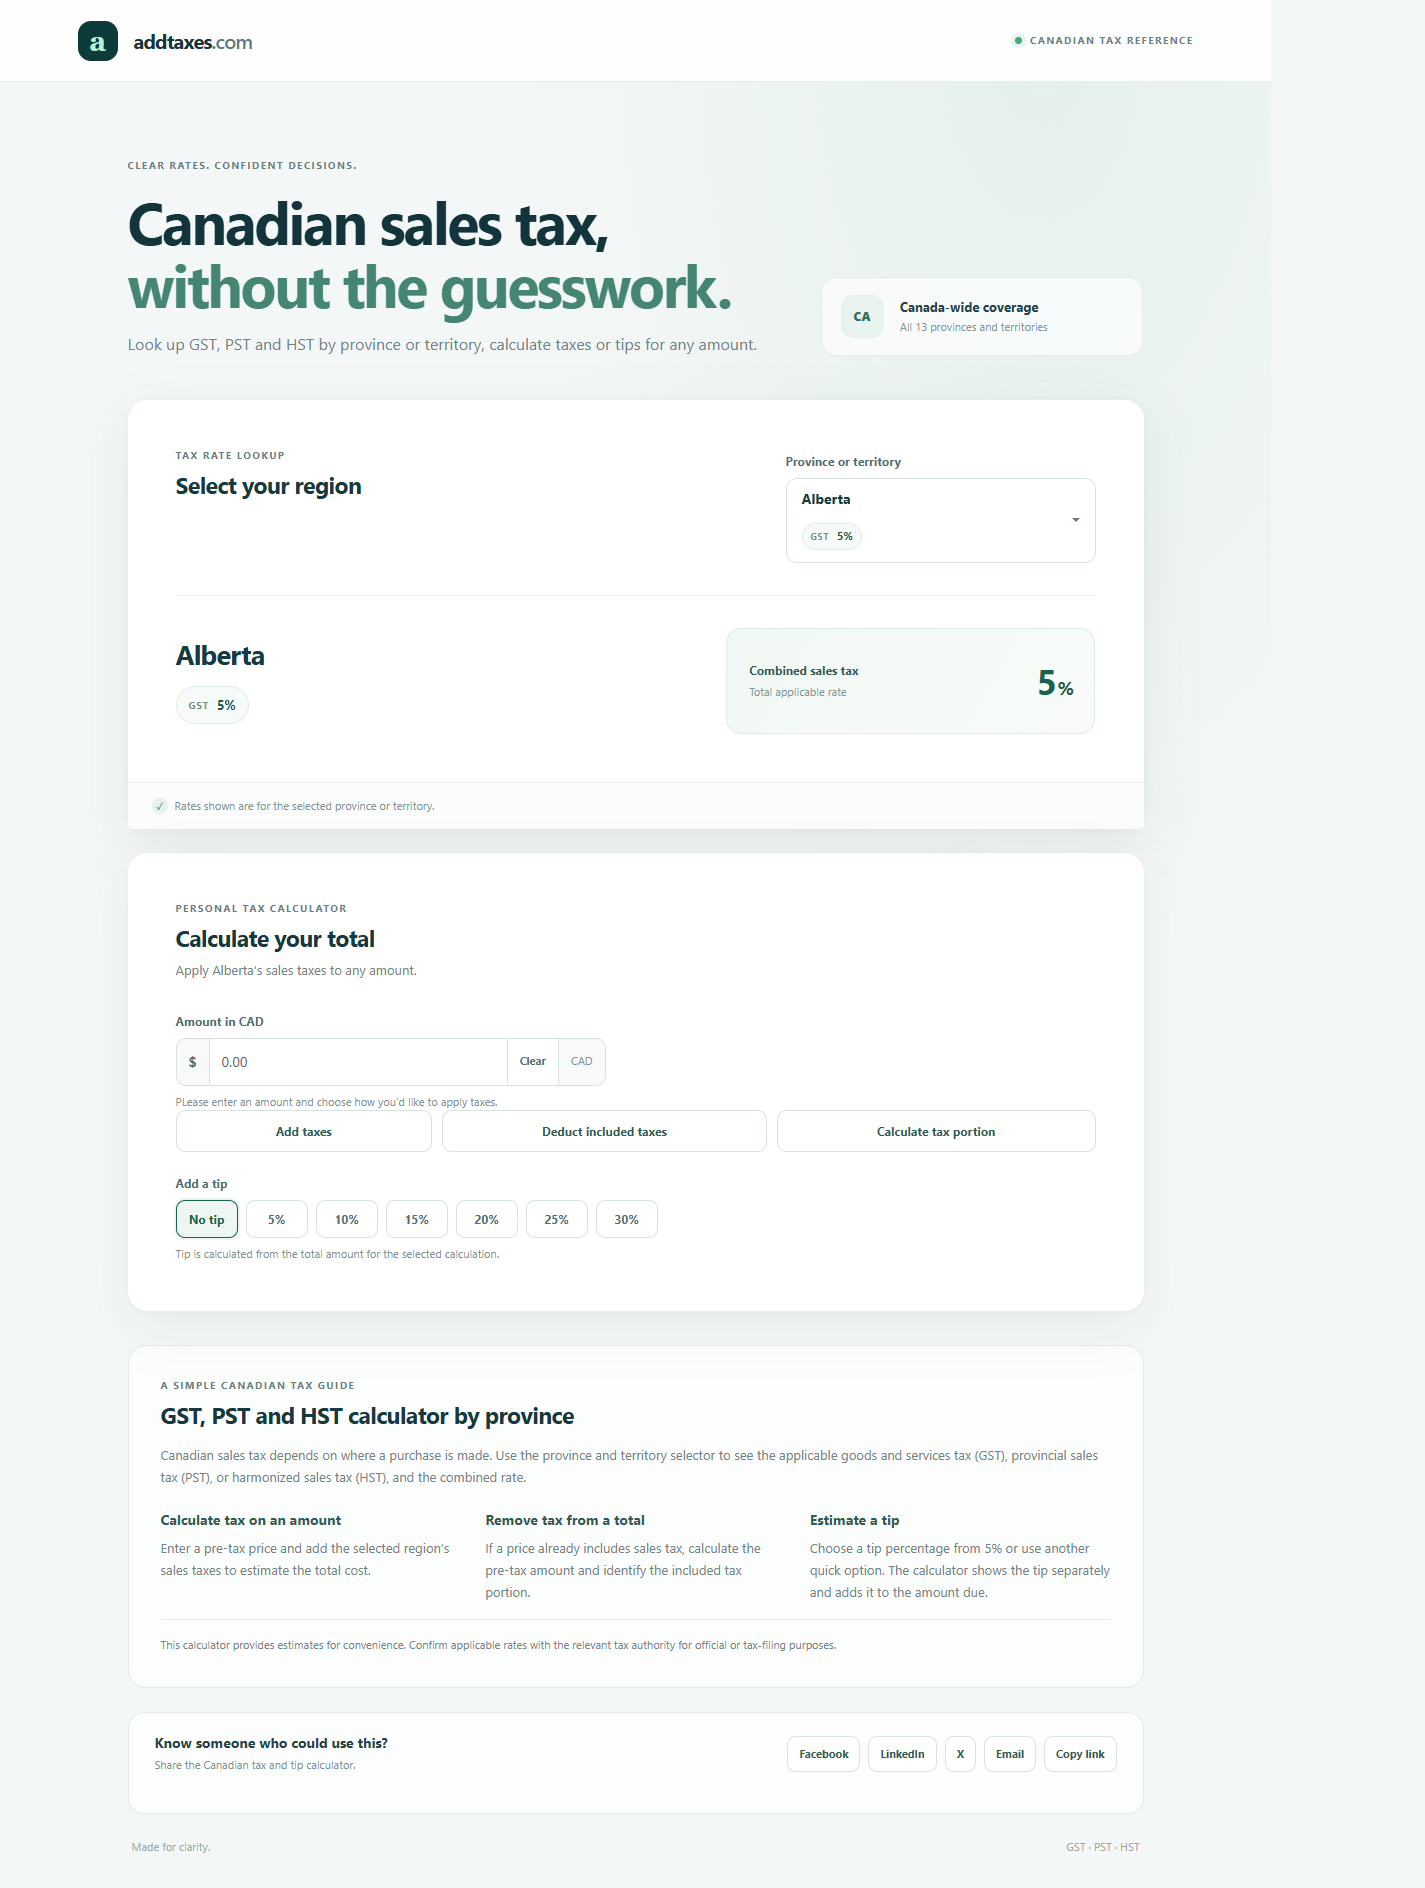 a addtaxes.com
CANADIAN TAX REFERENCE
CLEAR RATES. CONFIDENT DECISIONS.
Canadian sales tax,
without the guesswork.
Look up GST, PST and HST by province or territory, calculate taxes or tips for any amount.
CA
Canada-wide coverage
All 13 provinces and territories
TAX RATE LOOKUP
Select your region
Province or territory
Alberta
GST 5%
Alberta
GST 5%
Combined sales tax
Total applicable rate
5%
✓ Rates shown are for the selected province or territory.
PERSONAL TAX CALCULATOR
Calculate your total
Apply Alberta's sales taxes to any amount.
Amount in CAD
$ 0.00 Clear CAD
PLease enter an amount and choose how you'd like to apply taxes.
Add taxes Deduct included taxes Calculate tax portion
Add a tip
No tip 5% 10% 15% 20% 25% 30%
Tip is calculated from the total amount for the selected calculation.
A SIMPLE CANADIAN TAX GUIDE
GST, PST and HST calculator by province
Canadian sales tax depends on where a purchase is made. Use the province and territory selector to see the applicable goods and services tax (GST), provincial sales
tax (PST), or harmonized sales tax (HST), and the combined rate.
Calculate tax on an amount
Enter a pre-tax price and add the selected region's
sales taxes to estimate the total cost.
Remove tax from a total
If a price already includes sales tax, calculate the
pre-tax amount and identify the included tax
portion.
Estimate a tip
Choose a tip percentage from 5% or use another
quick option. The calculator shows the tip separately
and adds it to the amount due.
This calculator provides estimates for convenience. Confirm applicable rates with the relevant tax authority for official or tax-filing purposes.
Know someone who could use this?
Share the Canadian tax and tip calculator.
Facebook LinkedIn X Email Copy link
Made for clarity.
GST · PST · HST